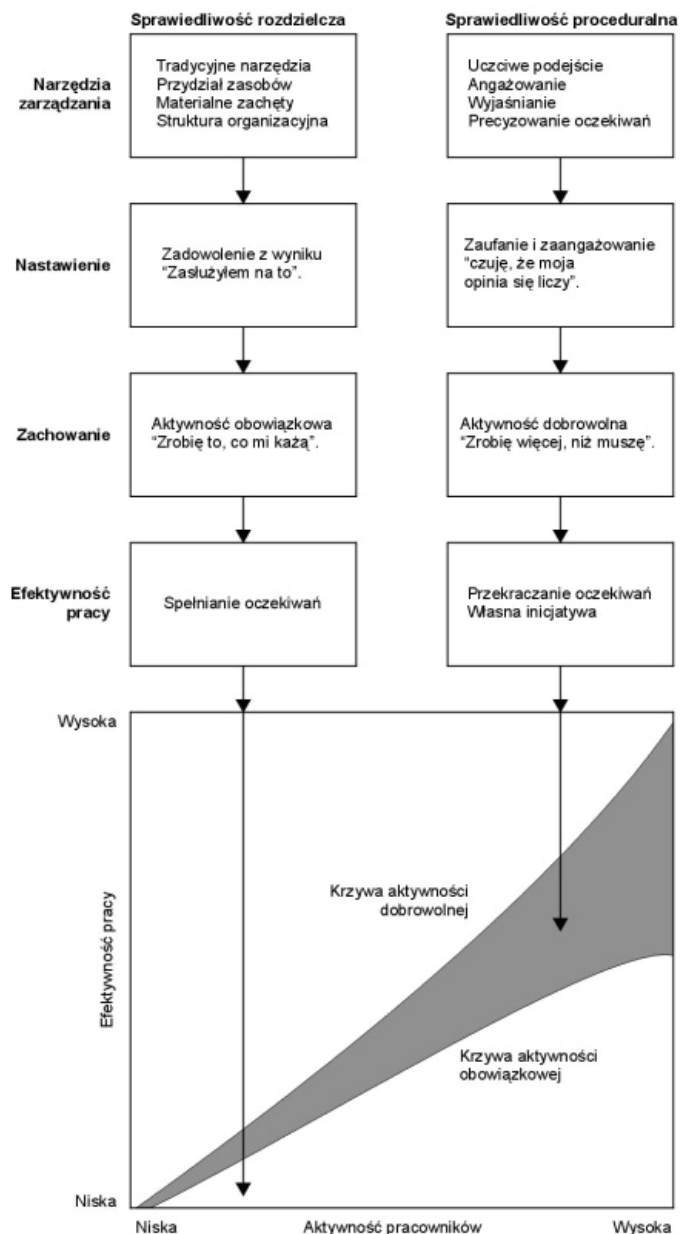 Sprawiedliwość rozdzielcza
Sprawiedliwość proceduralna
Narzędzia
zarządzania
Tradycyjne narzędzia
Przydział zasobów
Materialne zachęty
Struktura organizacyjna
Uczciwe podejście
Angażowanie
Wyjaśnianie
Precyzowanie oczekiwań
Nastawienie
Zadowolenie z wyniku
“Zasłużyłem na to”.
Zaufanie i zaangażowanie
“czuję, że moja
opinia się liczy”.
Zachowanie
Aktywność obowiązkowa
“Zrobię to, co mi każą”.
Aktywność dobrowolna
“Zrobię więcej, niż muszę”.
Efektywność
pracy
Spełnianie oczekiwań
Przekraczanie oczekiwań
Własna inicjatywa
Wysoka
Krzywa aktywności
dobrowolnej
Efektywność pracy
Krzywa aktywności
obowiązkowej
Niska
Niska
Aktywność pracowników
Wysoka